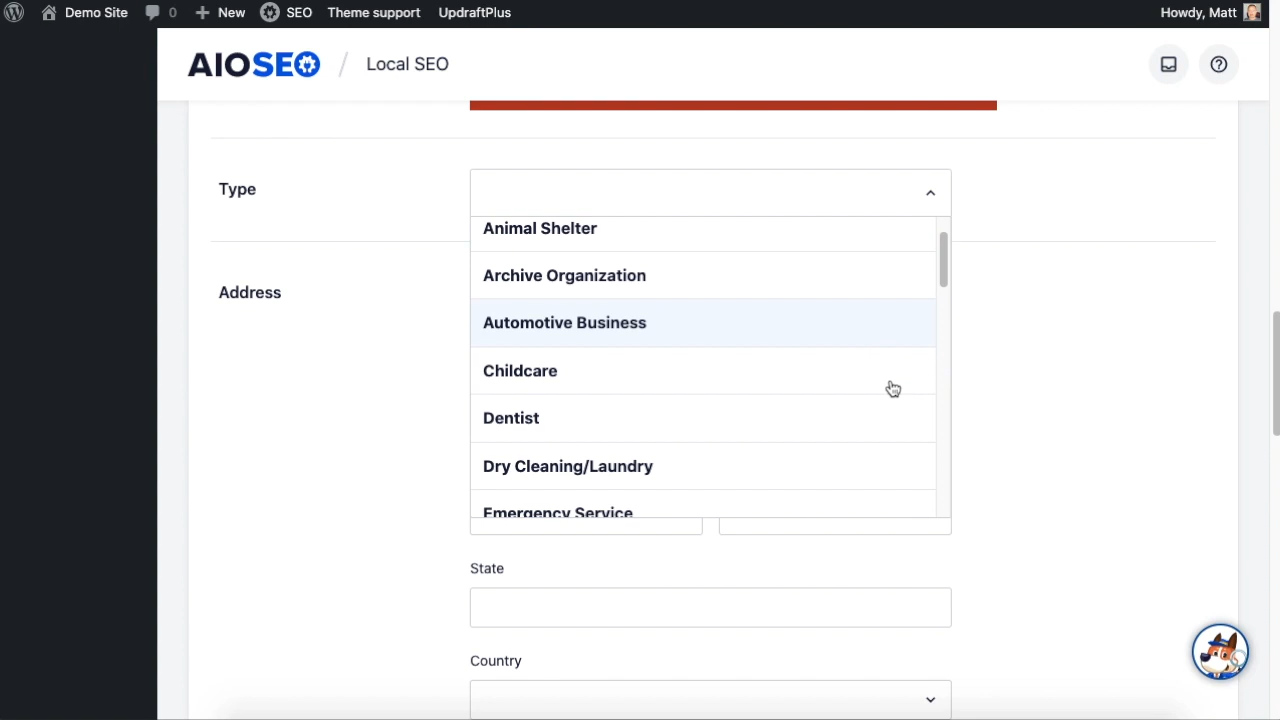 Demo Site
0
New
SEO
Theme support
UpdraftPlus
Howdy, Matt
AIOSEO / Local SEO
Type
Animal Shelter
Archive Organization
Automotive Business
Childcare
Dentist
Dry Cleaning/Laundry
Emergency Service
Address
State
Country